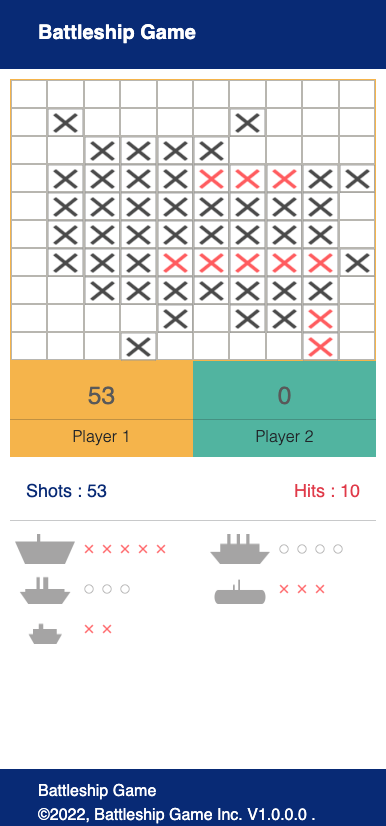 Battleship Game
53
0
Player 1
Player 2
Shots : 53
Hits : 10
Battleship Game
©2022, Battleship Game Inc. V1.0.0.0 .